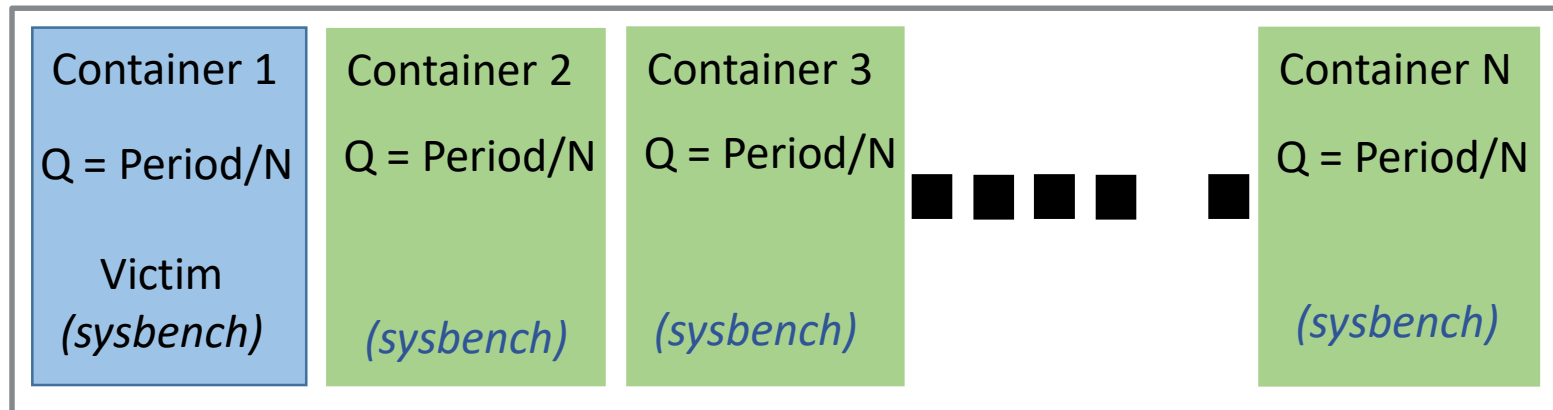 Container 1
Q = Period/N
Victim
(sysbench)
Container 2
Q = Period/N
(sysbench)
Container 3
Q = Period/N
(sysbench)
Container N
Q = Period/N
(sysbench)